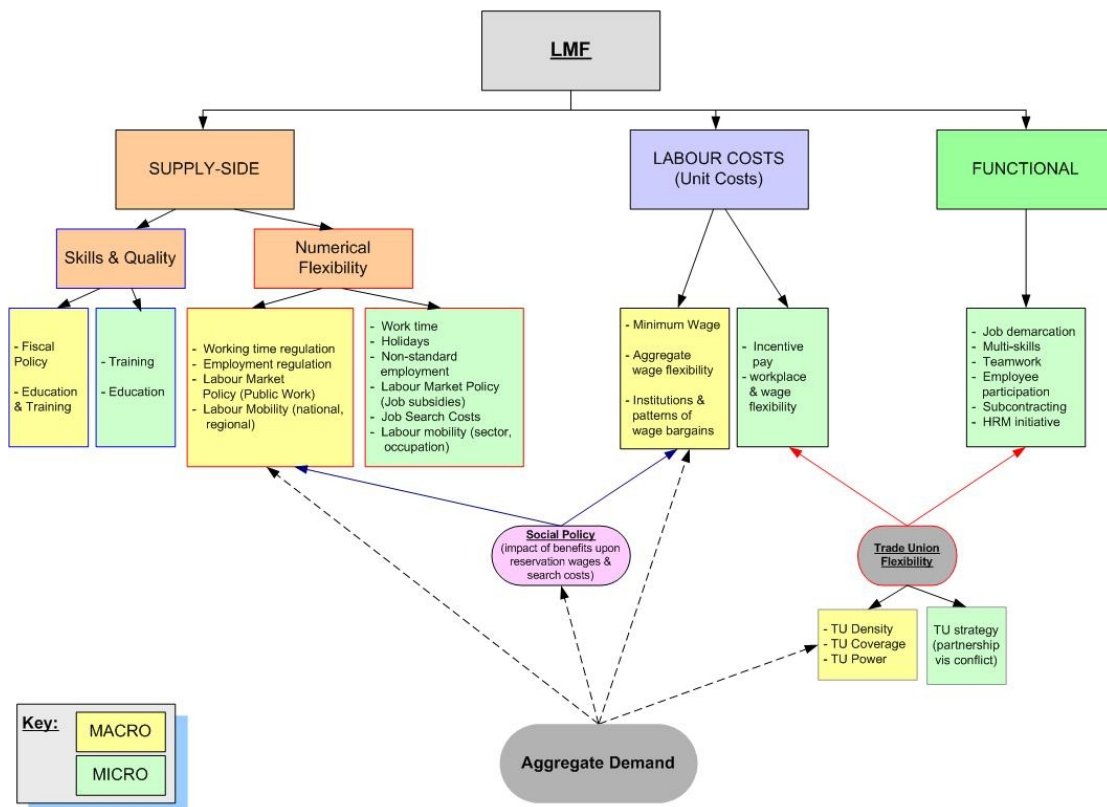 LMF
SUPPLY-SIDE
LABOUR COSTS
(Unit Costs)
FUNCTIONAL
Skills & Quality
Numerical
Flexibility
- Fiscal
Policy
- Education
& Training
- Training
- Education
- Working time regulation
- Employment regulation
- Labour Market
Policy (Public Work)
- Labour Mobility (national,
regional)
- Work time
- Holidays
- Non-standard
employment
- Labour Market Policy
(Job subsidies)
- Job Search Costs
- Labour mobility (sector,
occupation)
- Minimum Wage
- Aggregate
wage flexibility
- Institutions &
patterns of
wage bargains
- Incentive
pay
- workplace
& wage
flexibility
- Job demarcation
- Multi-skills
- Teamwork
- Employee
participation
- Subcontracting
- HRM initiative
Social Policy
(impact of benefits upon
reservation wages &
search costs)
Trade Union
Flexibility
- TU Density
- TU Coverage
- TU Power
TU strategy
(partnership
vis conflict)
Aggregate Demand
Key:
MACRO
MICRO